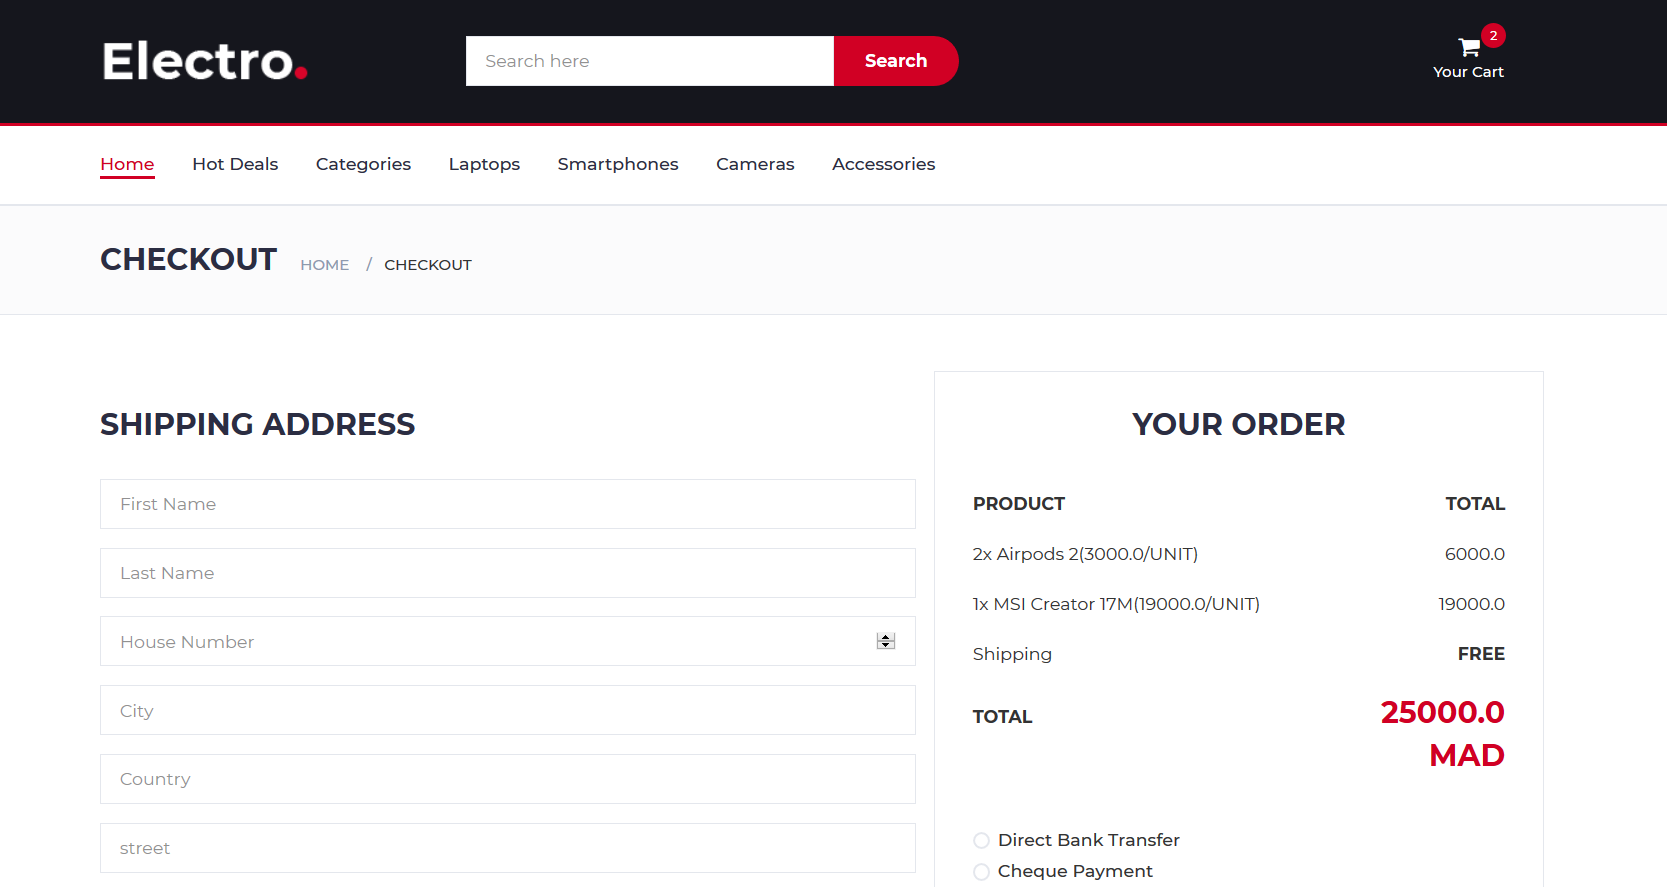 Electro.
Search here
Search
2
Your Cart
Home
Hot Deals
Categories
Laptops
Smartphones
Cameras
Accessories
CHECKOUT
HOME / CHECKOUT
SHIPPING ADDRESS
First Name
Last Name
House Number
City
Country
street
YOUR ORDER
PRODUCT TOTAL
2x Airpods 2(3000.0/UNIT) 6000.0
1x MSI Creator 17M(19000.0/UNIT) 19000.0
Shipping FREE
TOTAL 25000.0
MAD
Direct Bank Transfer
Cheque Payment